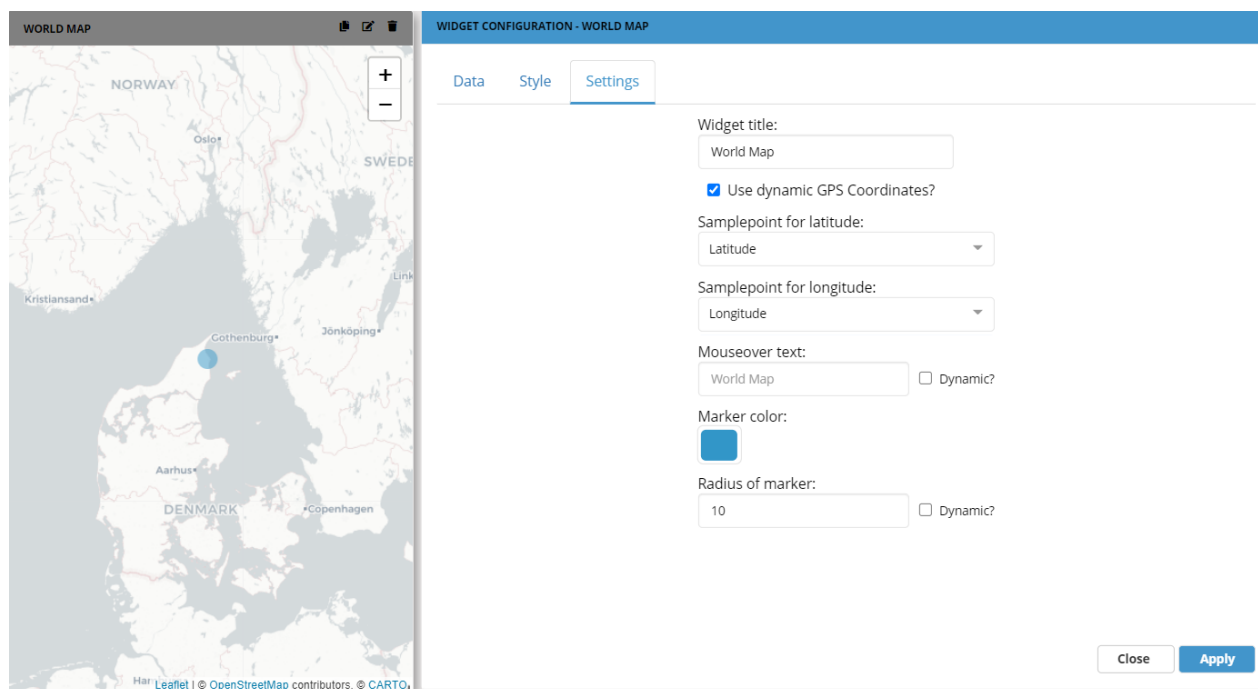 WORLD MAP
NORWAY
+
−
Oslo
SWEDE
Link
Kristiansand
Gothenburg
Jönköping
Aarhus
DENMARK
Copenhagen
Ham
Leaflet | © OpenStreetMap contributors, © CARTO
WIDGET CONFIGURATION - WORLD MAP
Data Style Settings
Widget title:
World Map
Use dynamic GPS Coordinates?
Samplepoint for latitude:
Latitude
Samplepoint for longitude:
Longitude
Mouseover text:
World Map Dynamic?
Marker color:
Radius of marker:
10 Dynamic?
Close Apply